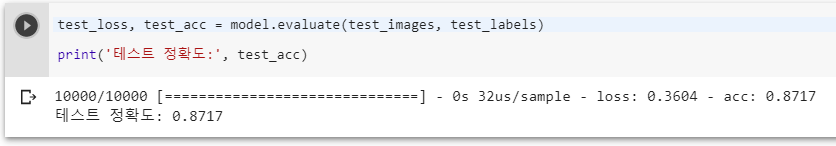 test_loss, test_acc = model.evaluate(test_images, test_labels)
print('테스트 정확도:', test_acc)
10000/10000 [==============================] - 0s 32us/sample - loss: 0.3604 - acc: 0.8717
테스트 정확도: 0.8717